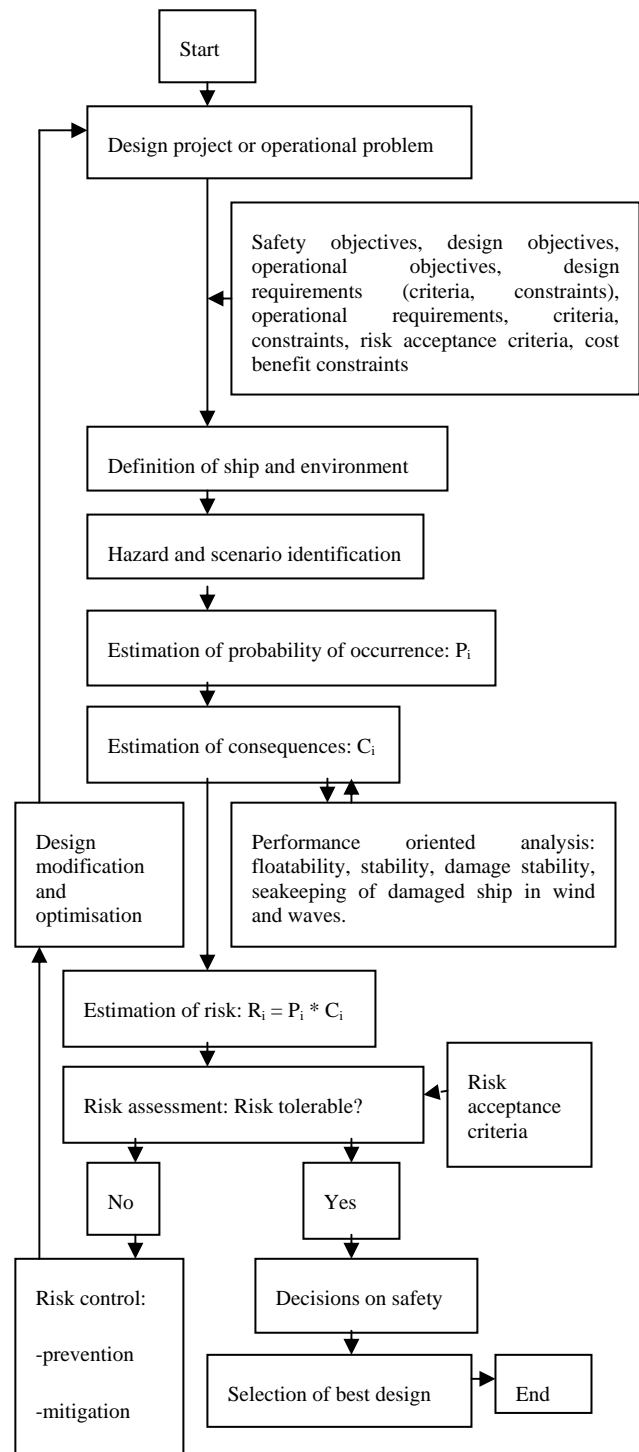 Start
Design project or operational problem
Safety objectives, design objectives,
operational objectives, design
requirements (criteria, constraints),
operational requirements, criteria,
constraints, risk acceptance criteria, cost
benefit constraints
Definition of ship and environment
Hazard and scenario identification
Estimation of probability of occurrence: Pi
Estimation of consequences: Ci
Design
modification
and
optimisation
Performance oriented analysis:
floatability, stability, damage stability,
seakeeping of damaged ship in wind
and waves.
Estimation of risk: Ri = Pi * Ci
Risk assessment: Risk tolerable?
Risk
acceptance
criteria
No
Yes
Risk control:
-prevention
-mitigation
Decisions on safety
Selection of best design
End